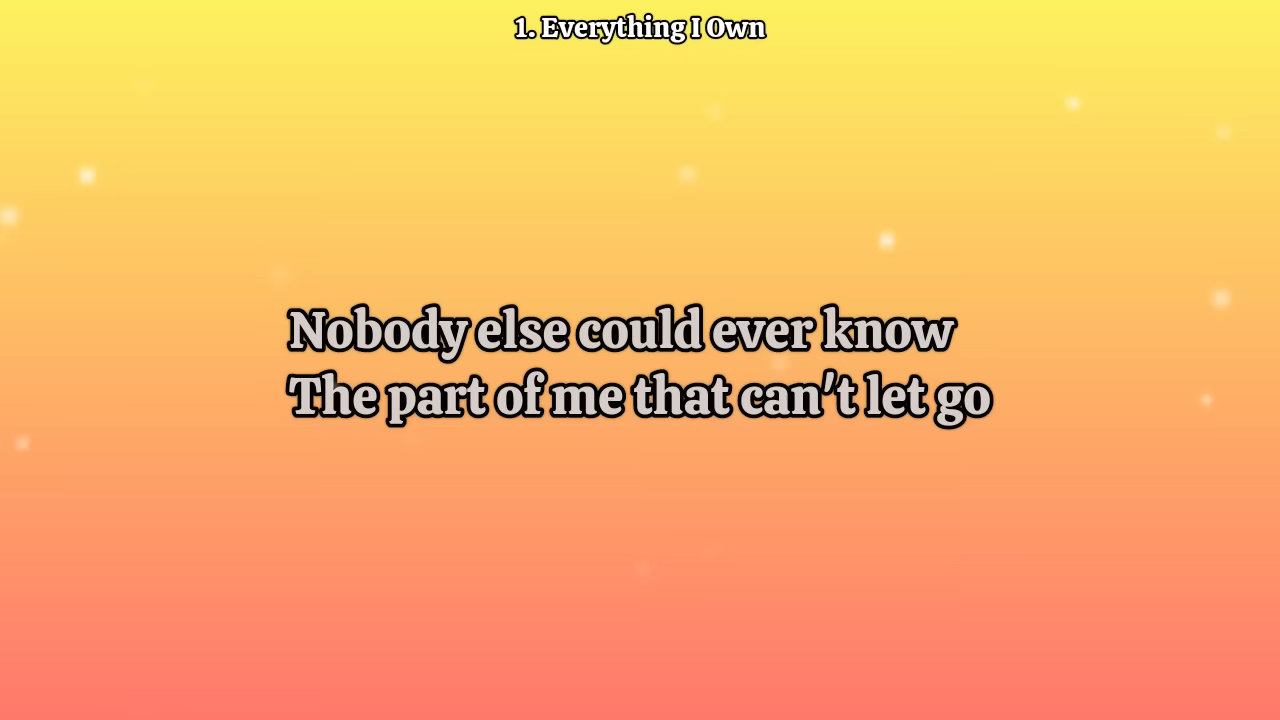 1. Everything I Own
Nobody else could ever know
The part of me that can't let go